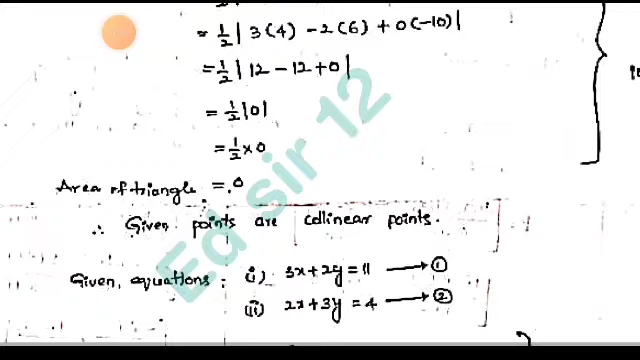 = 1/2 | 3(4) - 2(6) + 0(-10) |
= 1/2 | 12 - 12 + 0 |
= 1/2 |0|
= 1/2 × 0
Area of triangle = 0
∴ Given points are collinear points.
Given equations : (i) 3x + 2y = 11 → ①
(ii) 2x + 3y = 4 → ②
Ed sir 12